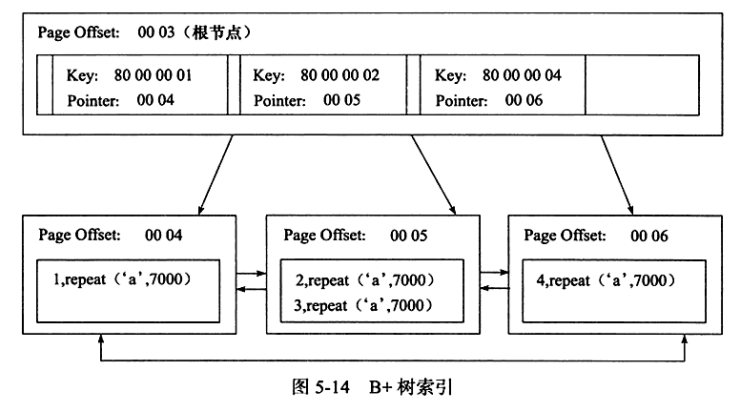 Page Offset: 00 03（根节点）
Key: 80 00 00 01
Pointer: 00 04
Key: 80 00 00 02
Pointer: 00 05
Key: 80 00 00 04
Pointer: 00 06
Page Offset: 00 04
1,repeat（‘a’,7000）
Page Offset: 00 05
2,repeat（‘a’,7000）
3,repeat（‘a’,7000）
Page Offset: 00 06
4,repeat（‘a’,7000）
图 5-14 B+ 树索引